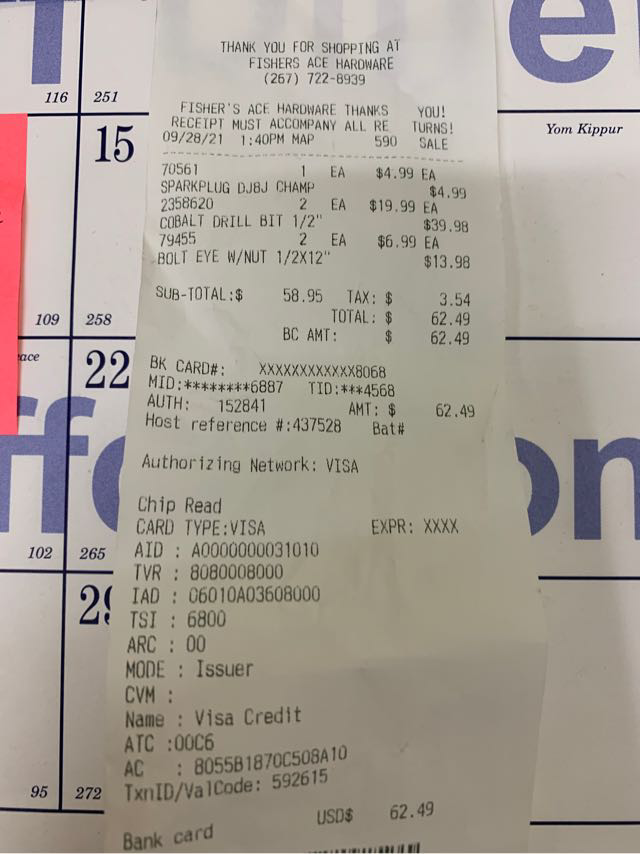 THANK YOU FOR SHOPPING AT
FISHERS ACE HARDWARE
(267) 722-8939
FISHER'S ACE HARDWARE THANKS YOU!
RECEIPT MUST ACCOMPANY ALL RE TURNS!
09/28/21 1:40PM MAP 590 SALE
70561 1 EA $4.99 EA
SPARKPLUG DJ8J CHAMP $4.99
2358620 2 EA $19.99 EA
COBALT DRILL BIT 1/2" $39.98
79455 2 EA $6.99 EA
BOLT EYE W/NUT 1/2X12" $13.98
SUB-TOTAL:$ 58.95 TAX: $ 3.54
TOTAL: $ 62.49
BC AMT: $ 62.49
BK CARD#: XXXXXXXXXXXX8068
MID:********6887 TID:***4568
AUTH: 152841 AMT: $ 62.49
Host reference #:437528 Bat#
Authorizing Network: VISA
Chip Read
CARD TYPE:VISA EXPR: XXXX
AID : A0000000031010
TVR : 8080008000
IAD : 06010A03608000
TSI : 6800
ARC : 00
MODE : Issuer
CVM :
Name : Visa Credit
ATC :00C6
AC : 8055B1870C508A10
TxnID/ValCode: 592615
Bank card USD$ 62.49
116 251
15
Yom Kippur
109 258
22
102 265
29
95 272